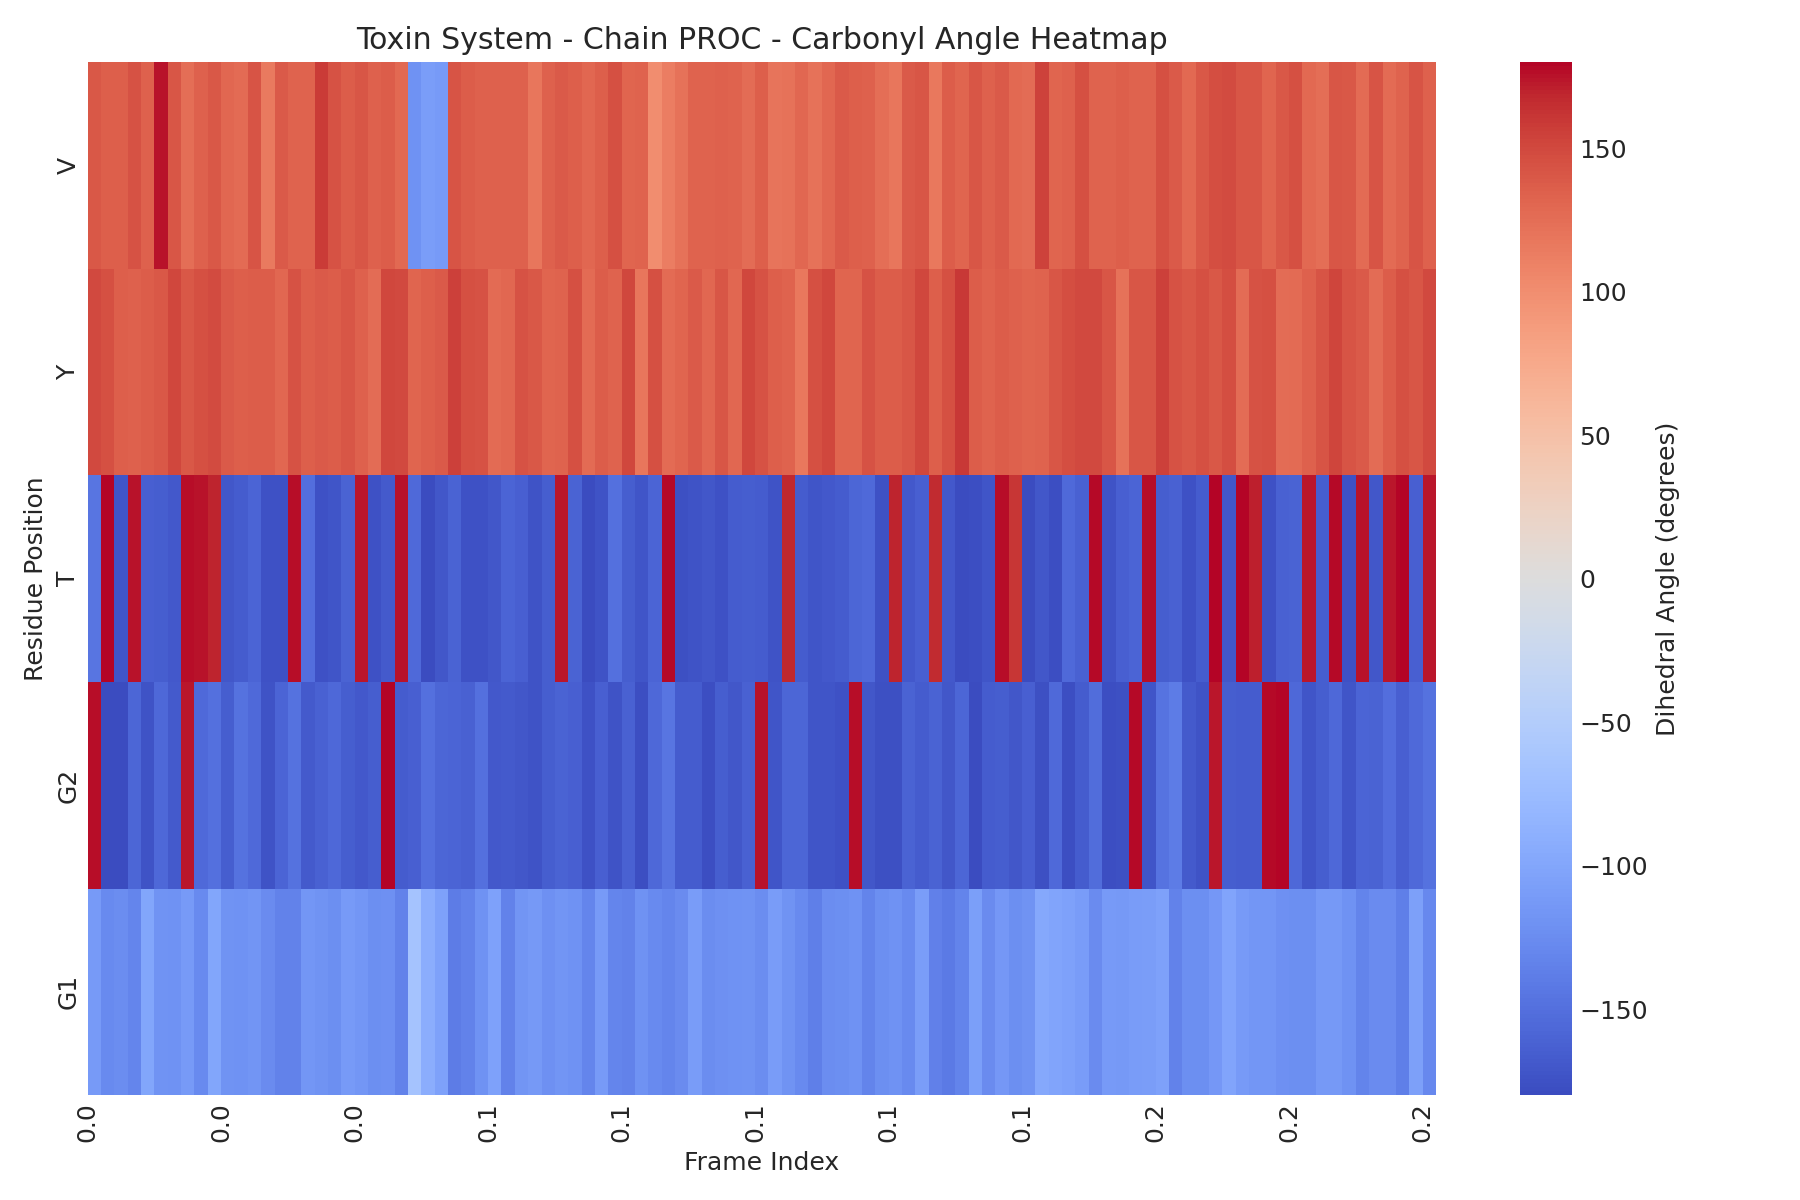 Toxin System - Chain PROC - Carbonyl Angle Heatmap
Residue Position
V
Y
T
G2
G1
0.0
0.0
0.0
0.1
0.1
0.1
0.1
0.1
0.2
0.2
0.2
Frame Index
150
100
50
0
−50
−100
−150
Dihedral Angle (degrees)